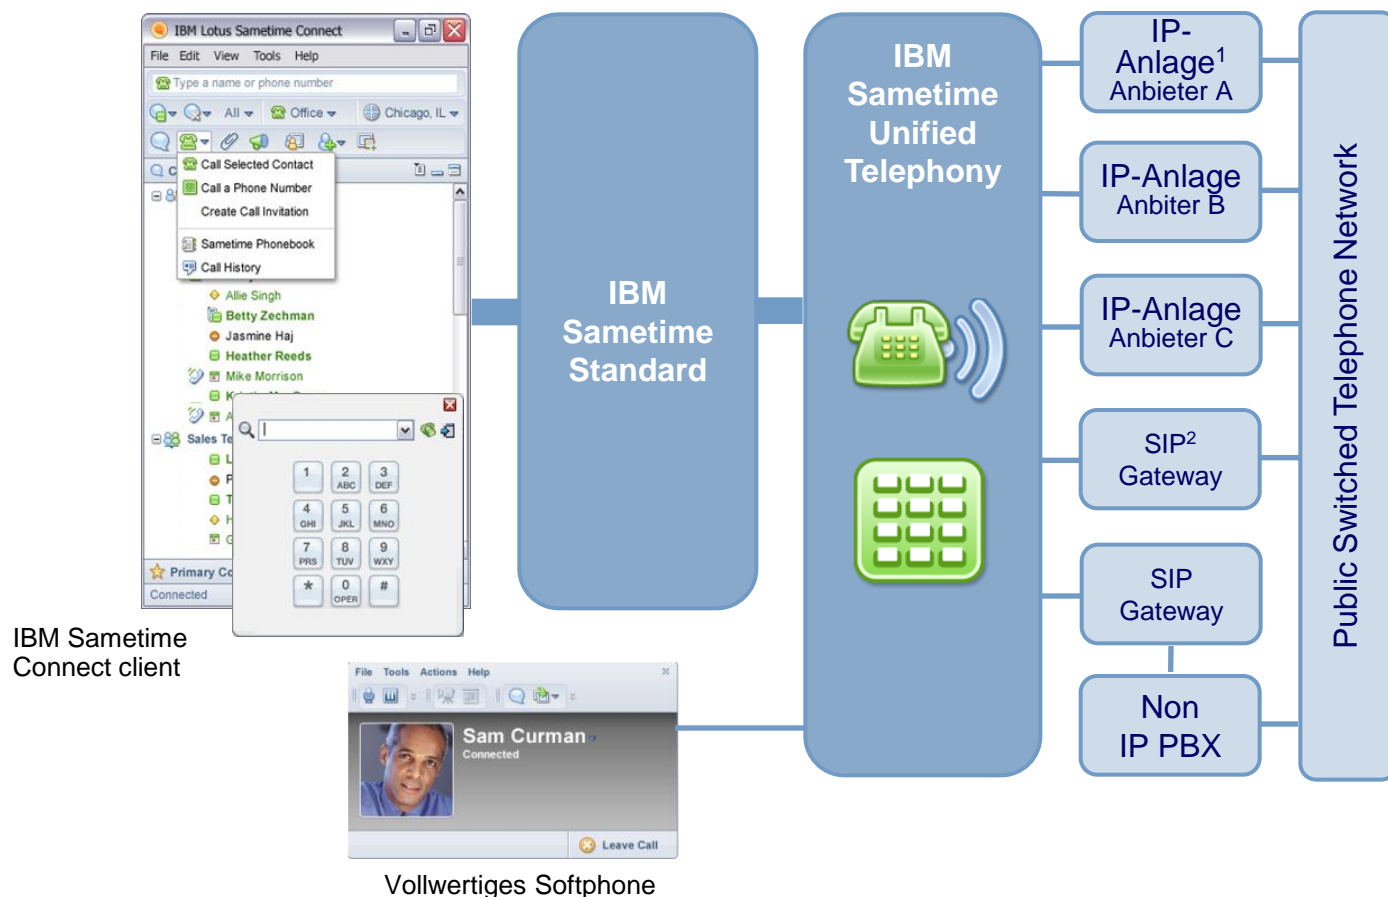 IBM Lotus Sametime Connect
File Edit View Tools Help
Type a name or phone number
All Office Chicago, IL
Call Selected Contact
Call a Phone Number
Create Call Invitation
Sametime Phonebook
Call History
Allie Singh
Betty Zechman
Jasmine Haj
Heather Reeds
Mike Morrison
Sales Te
Primary Co
Connected
1 2 ABC 3 DEF
4 GHI 5 JKL 6 MNO
7 PRS 8 TUV 9 WXY
* 0 OPER #
IBM Sametime
Connect client
File Tools Actions Help
Sam Curman
Connected
Leave Call
Vollwertiges Softphone
IBM
Sametime
Standard
IBM
Sametime
Unified
Telephony
IP-
Anlage1
Anbieter A
IP-Anlage
Anbiter B
IP-Anlage
Anbieter C
SIP2
Gateway
SIP
Gateway
Non
IP PBX
Public Switched Telephone Network